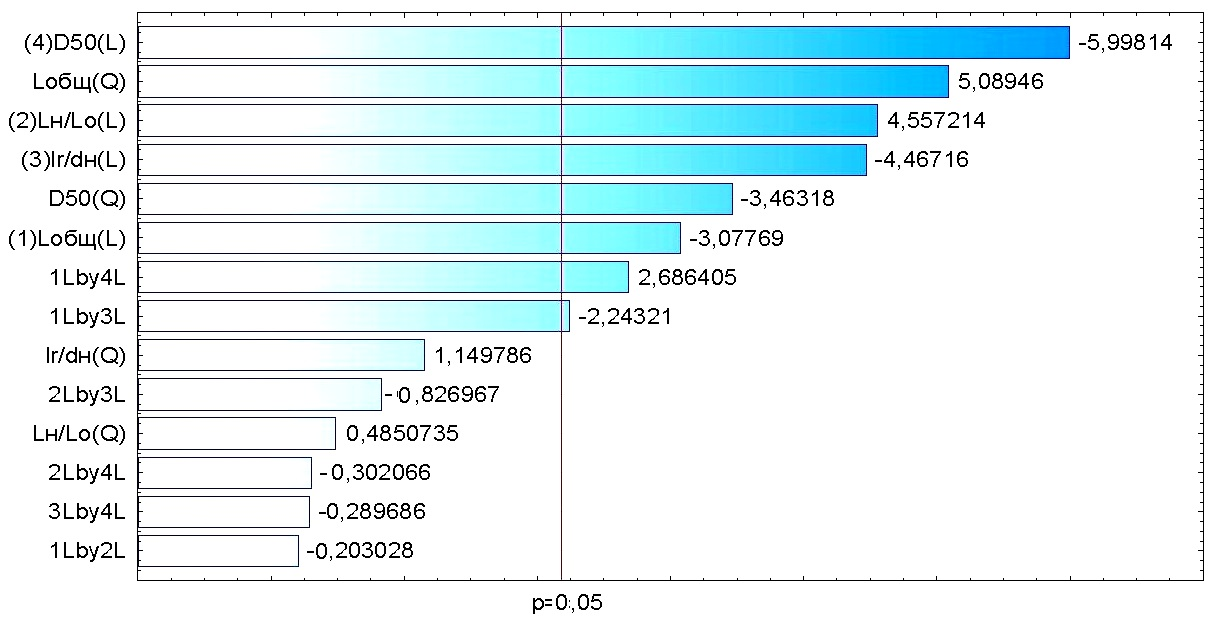 (4)D50(L) -5,99814
Lобщ(Q) 5,08946
(2)Lн/Lo(L) 4,557214
(3)lr/dн(L) -4,46716
D50(Q) -3,46318
(1)Lобщ(L) -3,07769
1Lby4L 2,686405
1Lby3L -2,24321
lr/dн(Q) 1,149786
2Lby3L -0,826967
Lн/Lo(Q) 0,4850735
2Lby4L -0,302066
3Lby4L -0,289686
1Lby2L -0,203028
p=0,05